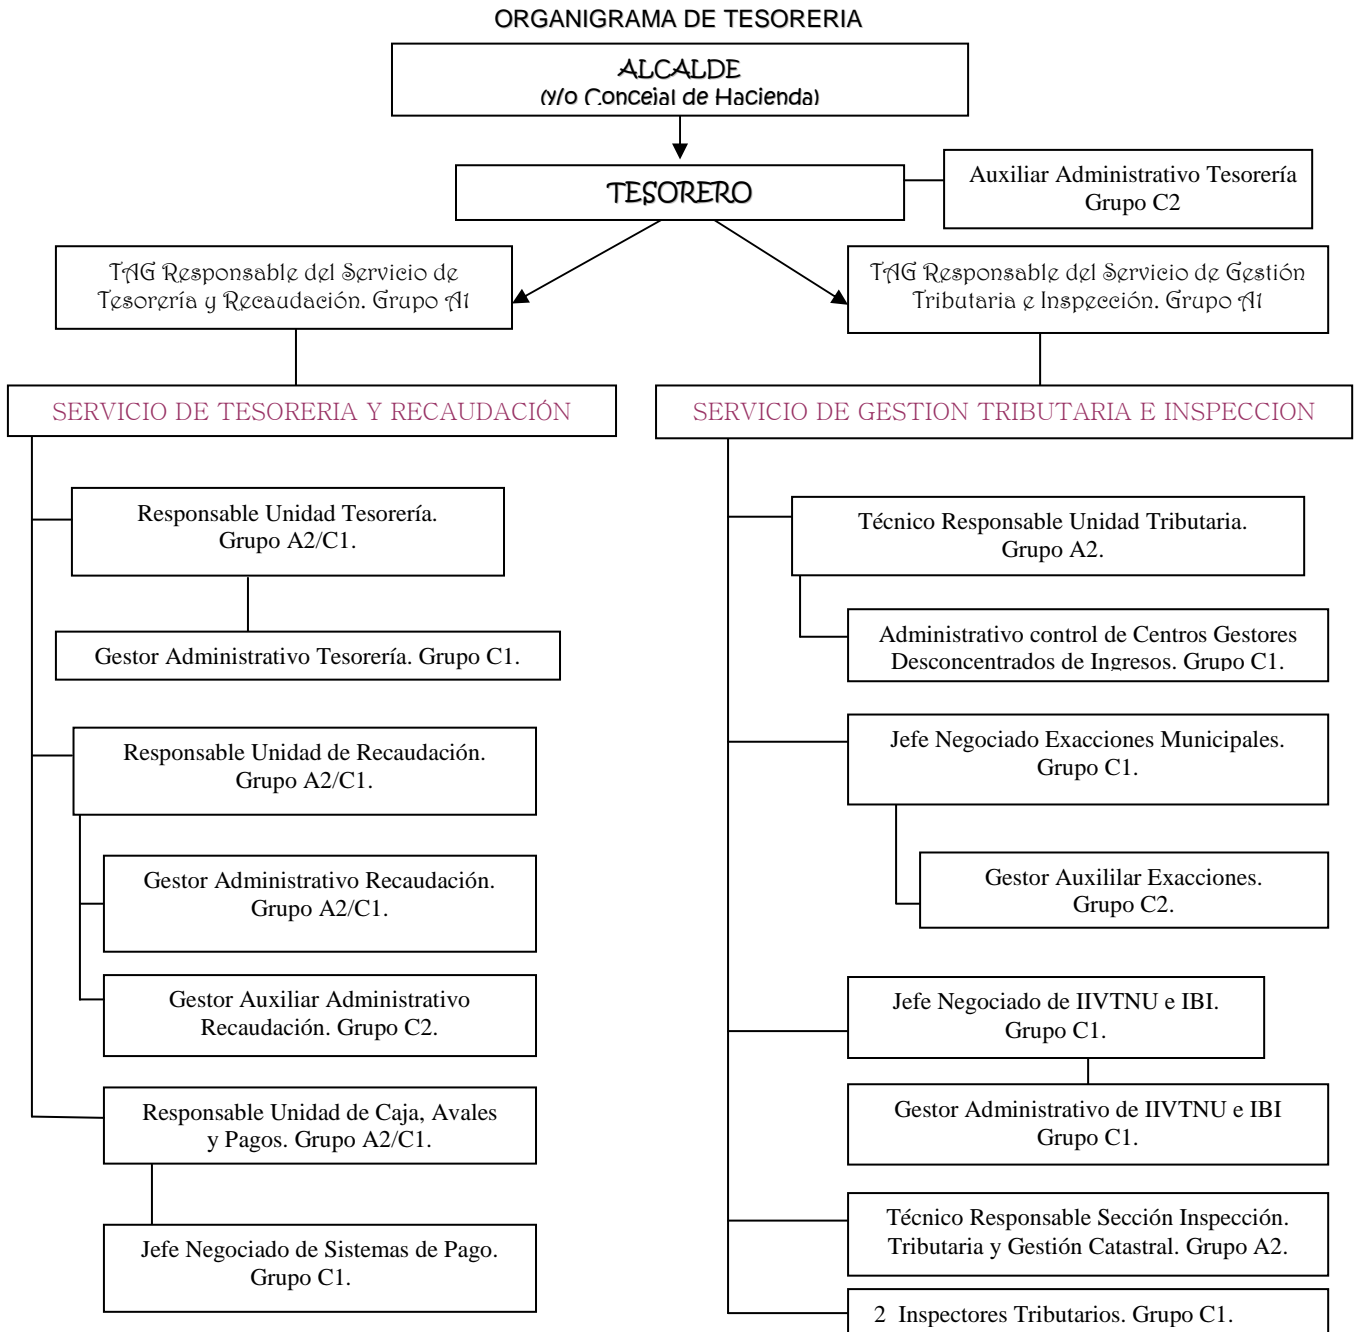 ORGANIGRAMA DE TESORERIA
ALCALDE
(y/o Concejal de Hacienda)
TESORERO
Auxiliar Administrativo Tesorería
Grupo C2
TAG Responsable del Servicio de
Tesorería y Recaudación. Grupo A1
TAG Responsable del Servicio de Gestión
Tributaria e Inspección. Grupo A1
SERVICIO DE TESORERIA Y RECAUDACIÓN
Responsable Unidad Tesorería.
Grupo A2/C1.
Gestor Administrativo Tesorería. Grupo C1.
Responsable Unidad de Recaudación.
Grupo A2/C1.
Gestor Administrativo Recaudación.
Grupo A2/C1.
Gestor Auxiliar Administrativo
Recaudación. Grupo C2.
Responsable Unidad de Caja, Avales
y Pagos. Grupo A2/C1.
Jefe Negociado de Sistemas de Pago.
Grupo C1.
SERVICIO DE GESTION TRIBUTARIA E INSPECCION
Técnico Responsable Unidad Tributaria.
Grupo A2.
Administrativo control de Centros Gestores
Desconcentrados de Ingresos. Grupo C1.
Jefe Negociado Exacciones Municipales.
Grupo C1.
Gestor Auxililar Exacciones.
Grupo C2.
Jefe Negociado de IIVTNU e IBI.
Grupo C1.
Gestor Administrativo de IIVTNU e IBI
Grupo C1.
Técnico Responsable Sección Inspección.
Tributaria y Gestión Catastral. Grupo A2.
2 Inspectores Tributarios. Grupo C1.